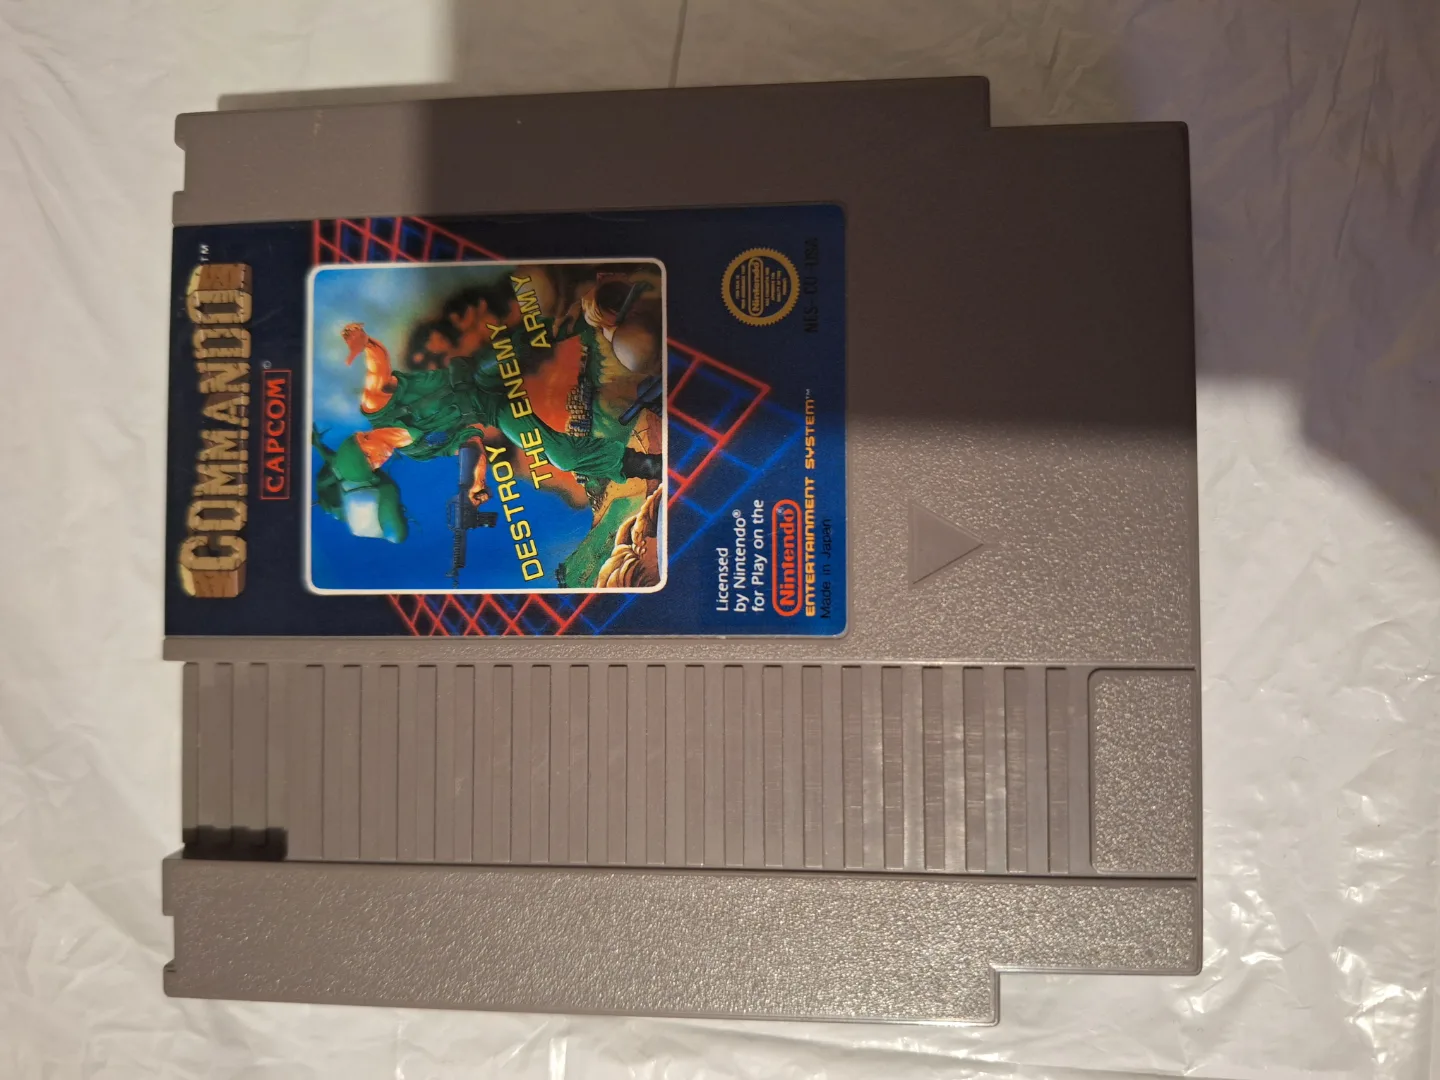 COMMANDO™
CAPCOM©
DESTROY
THE ENEMY
ARMY
Licensed
by Nintendo®
for Play on the
Nintendo
ENTERTAINMENT SYSTEM™
Made in Japan
Nintendo